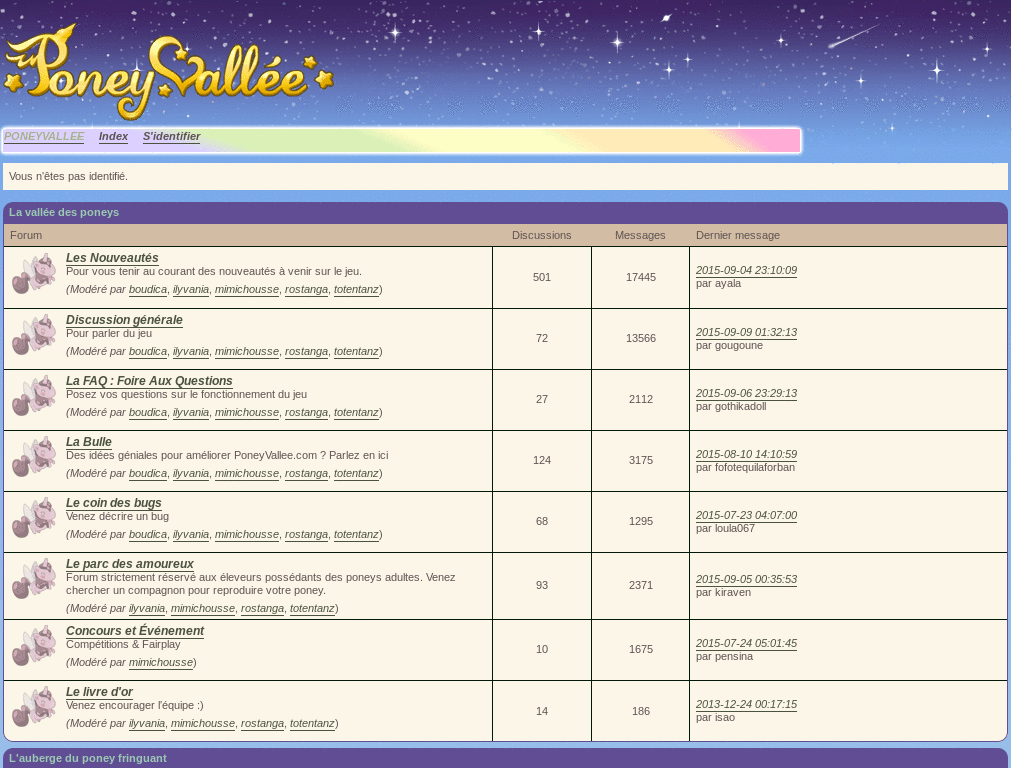 PoneyVallée
PONEYVALLEE Index S'identifier
Vous n'êtes pas identifié.
La vallée des poneys
Forum Discussions Messages Dernier message
Les Nouveautés
Pour vous tenir au courant des nouveautés à venir sur le jeu.
(Modéré par boudica, ilyvania, mimichousse, rostanga, totentanz)
501 17445
2015-09-04 23:10:09
par ayala
Discussion générale
Pour parler du jeu
(Modéré par boudica, ilyvania, mimichousse, rostanga, totentanz)
72 13566
2015-09-09 01:32:13
par gougoune
La FAQ : Foire Aux Questions
Posez vos questions sur le fonctionnement du jeu
(Modéré par boudica, ilyvania, mimichousse, rostanga, totentanz)
27 2112
2015-09-06 23:29:13
par gothikadoll
La Bulle
Des idées géniales pour améliorer PoneyVallee.com ? Parlez en ici
(Modéré par boudica, ilyvania, mimichousse, rostanga, totentanz)
124 3175
2015-08-10 14:10:59
par fofotequilaforban
Le coin des bugs
Venez décrire un bug
(Modéré par boudica, ilyvania, mimichousse, rostanga, totentanz)
68 1295
2015-07-23 04:07:00
par loula067
Le parc des amoureux
Forum strictement réservé aux éleveurs possédants des poneys adultes. Venez
chercher un compagnon pour reproduire votre poney.
(Modéré par ilyvania, mimichousse, rostanga, totentanz)
93 2371
2015-09-05 00:35:53
par kiraven
Concours et Événement
Compétitions & Fairplay
(Modéré par mimichousse)
10 1675
2015-07-24 05:01:45
par pensina
Le livre d'or
Venez encourager l'équipe :)
(Modéré par ilyvania, mimichousse, rostanga, totentanz)
14 186
2013-12-24 00:17:15
par isao
L'auberge du poney fringuant